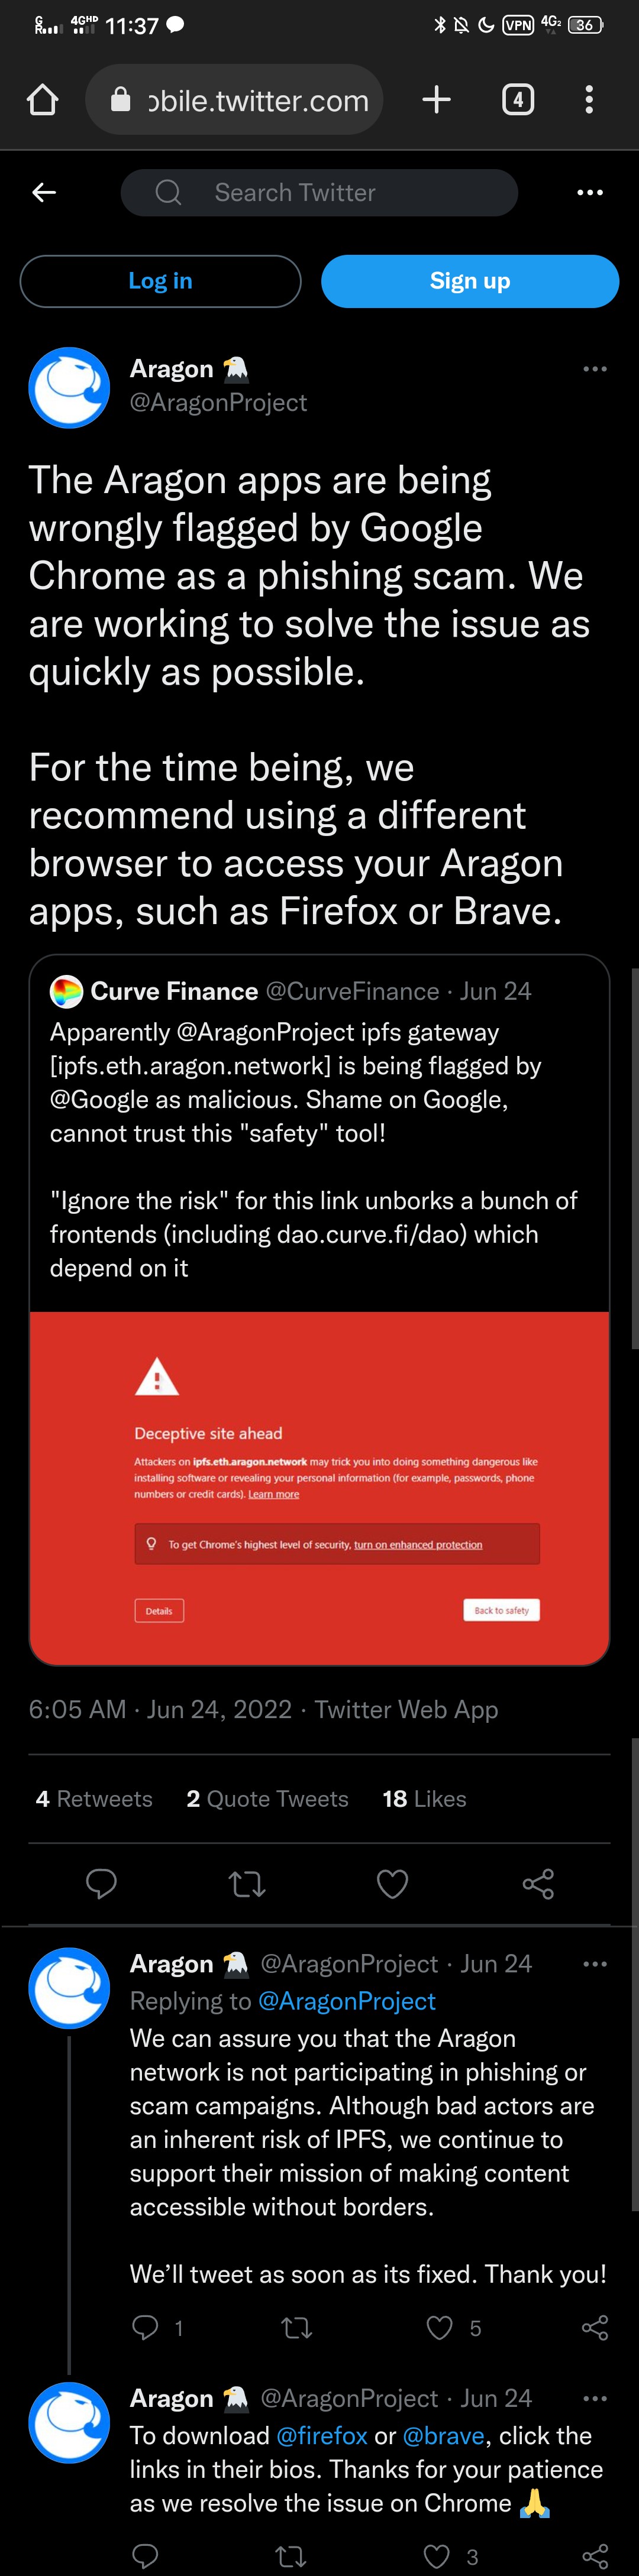 11:37
VPN
4G2
36
obile.twitter.com
4
Search Twitter
Log in
Sign up
Aragon 🦅
@AragonProject
The Aragon apps are being
wrongly flagged by Google
Chrome as a phishing scam. We
are working to solve the issue as
quickly as possible.
For the time being, we
recommend using a different
browser to access your Aragon
apps, such as Firefox or Brave.
Curve Finance @CurveFinance · Jun 24
Apparently @AragonProject ipfs gateway
[ipfs.eth.aragon.network] is being flagged by
@Google as malicious. Shame on Google,
cannot trust this "safety" tool!
"Ignore the risk" for this link unborks a bunch of
frontends (including dao.curve.fi/dao) which
depend on it
Deceptive site ahead
Attackers on ipfs.eth.aragon.network may trick you into doing something dangerous like
installing software or revealing your personal information (for example, passwords, phone
numbers or credit cards). Learn more
To get Chrome's highest level of security, turn on enhanced protection
Details
Back to safety
6:05 AM · Jun 24, 2022 · Twitter Web App
4 Retweets 2 Quote Tweets 18 Likes
Aragon 🦅 @AragonProject · Jun 24
Replying to @AragonProject
We can assure you that the Aragon
network is not participating in phishing or
scam campaigns. Although bad actors are
an inherent risk of IPFS, we continue to
support their mission of making content
accessible without borders.
We'll tweet as soon as its fixed. Thank you!
1
5
Aragon 🦅 @AragonProject · Jun 24
To download @firefox or @brave, click the
links in their bios. Thanks for your patience
as we resolve the issue on Chrome 🙏
3